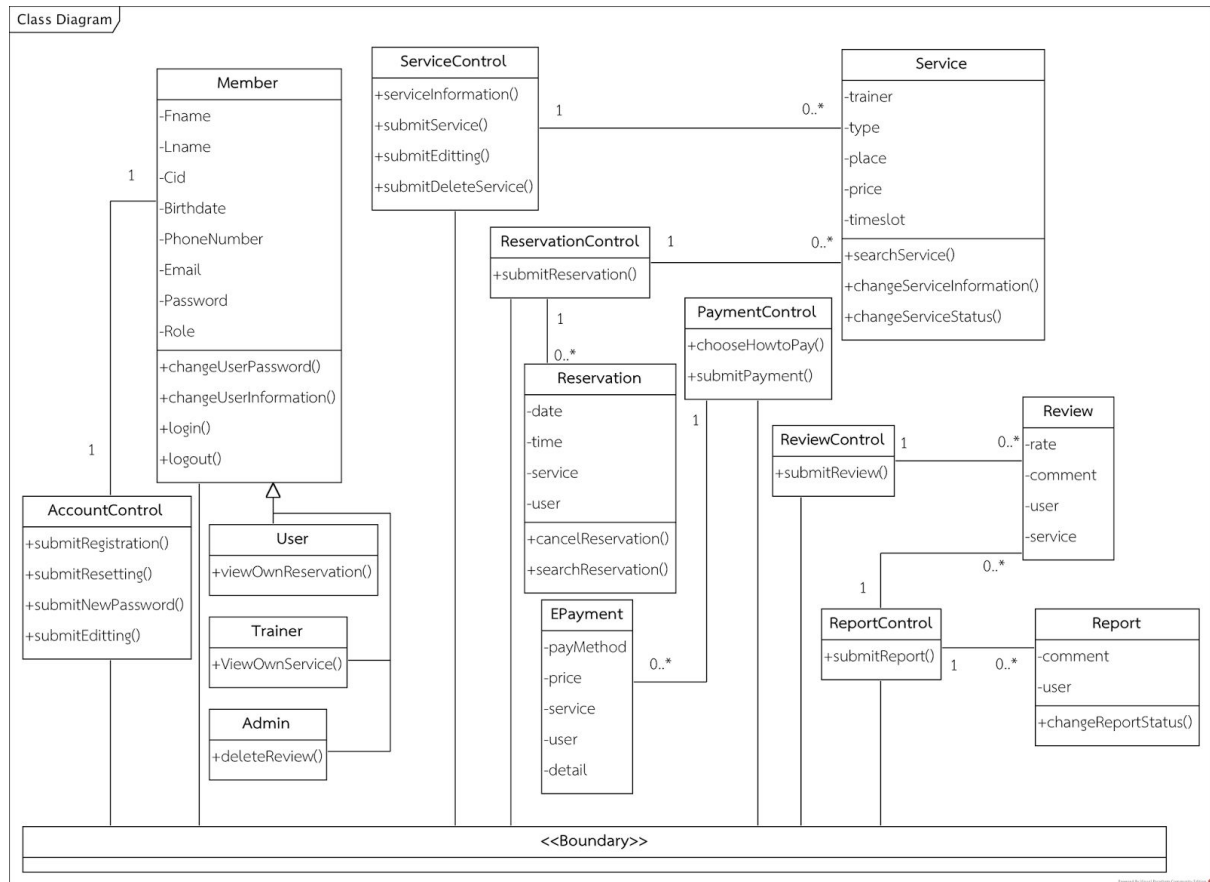 Class Diagram
Member
-Fname
-Lname
-Cid
-Birthdate
-PhoneNumber
-Email
-Password
-Role
+changeUserPassword()
+changeUserInformation()
+login()
+logout()
1
1
AccountControl
+submitRegistration()
+submitResetting()
+submitNewPassword()
+submitEditting()
User
+viewOwnReservation()
Trainer
+ViewOwnService()
Admin
+deleteReview()
ServiceControl
+serviceInformation()
+submitService()
+submitEditting()
+submitDeleteService()
1
0..*
Service
-trainer
-type
-place
-price
-timeslot
+searchService()
+changeServiceInformation()
+changeServiceStatus()
ReservationControl
+submitReservation()
1
0..*
1
0..*
Reservation
-date
-time
-service
-user
+cancelReservation()
+searchReservation()
PaymentControl
+chooseHowtoPay()
+submitPayment()
1
0..*
EPayment
-payMethod
-price
-service
-user
-detail
ReviewControl
+submitReview()
1
0..*
Review
-rate
-comment
-user
-service
0..*
1
ReportControl
+submitReport()
1
0..*
Report
-comment
-user
+changeReportStatus()
<<Boundary>>